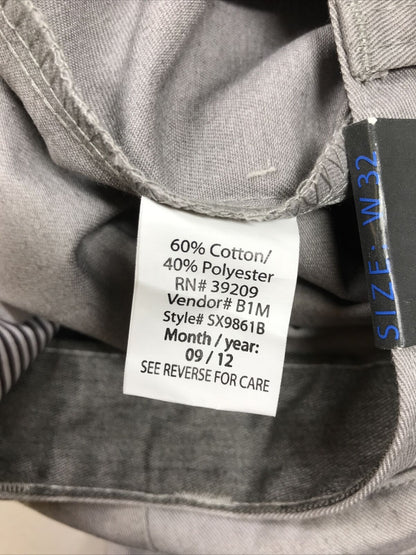 60% Cotton/
40% Polyester
RN# 39209
Vendor# B1M
Style# SX9861B
Month / year:
09 / 12
SEE REVERSE FOR CARE
SIZE: W 32